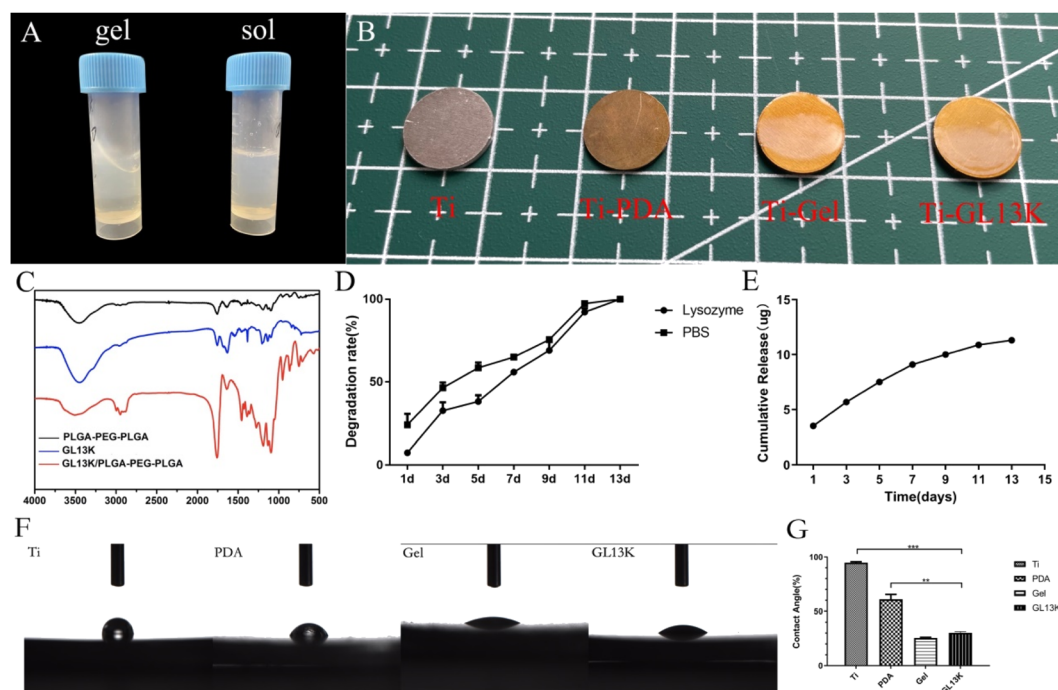 A
gel
sol
B
Ti
Ti-PDA
Ti-Gel
Ti-GL13K
C
PLGA-PEG-PLGA
GL13K
GL13K/PLGA-PEG-PLGA
4000 3500 3000 2500 2000 1500 1000 500
D
Degradation rate(%)
100
50
0
1d 3d 5d 7d 9d 11d 13d
Lysozyme
PBS
E
Cumulative Release(ug)
15
10
5
0
1 3 5 7 9 11 13 15
Time(days)
F
Ti
PDA
Gel
GL13K
G
Contact Angle(%)
100
50
0
***
**
Ti PDA Gel GL13K
Ti
PDA
Gel
GL13K